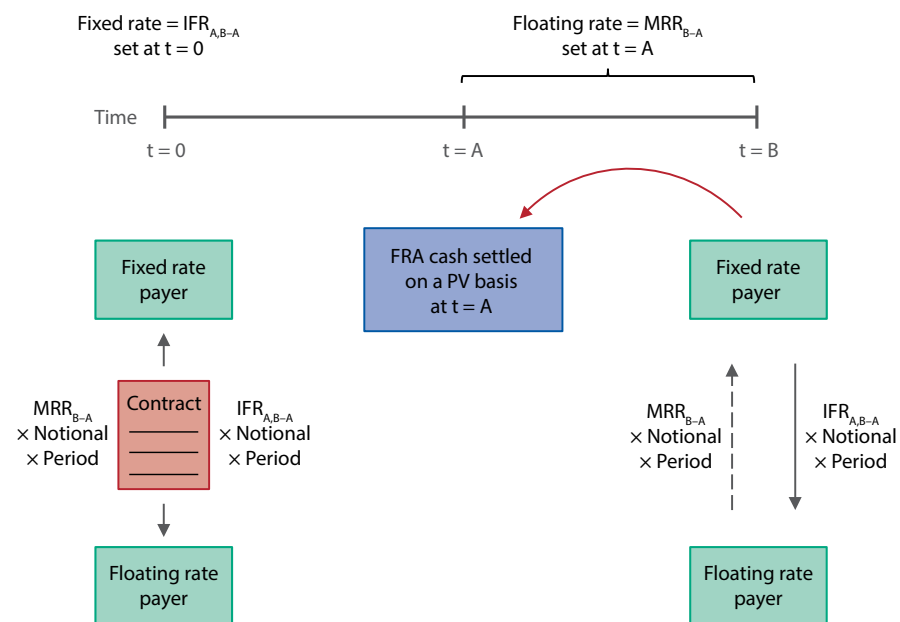 Fixed rate = IFR_A,B–A
set at t = 0
Floating rate = MRR_B–A
set at t = A
Time
t = 0
t = A
t = B
Fixed rate
payer
FRA cash settled
on a PV basis
at t = A
Fixed rate
payer
MRR_B–A
× Notional
× Period
Contract
IFR_A,B–A
× Notional
× Period
MRR_B–A
× Notional
× Period
IFR_A,B–A
× Notional
× Period
Floating rate
payer
Floating rate
payer